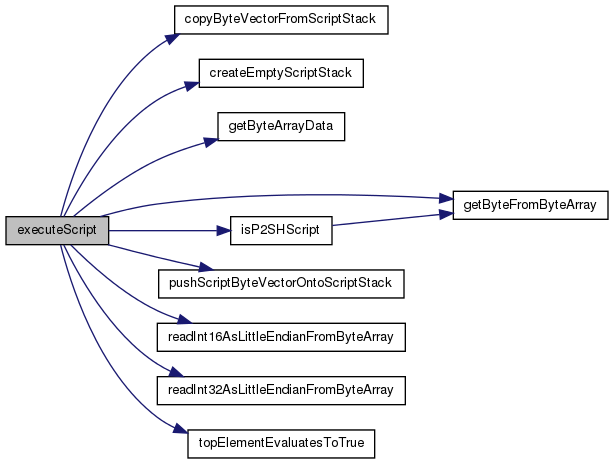 copyByteVectorFromScriptStack
createEmptyScriptStack
getByteArrayData
getByteFromByteArray
executeScript
isP2SHScript
pushScriptByteVectorOntoScriptStack
readInt16AsLittleEndianFromByteArray
readInt32AsLittleEndianFromByteArray
topElementEvaluatesToTrue